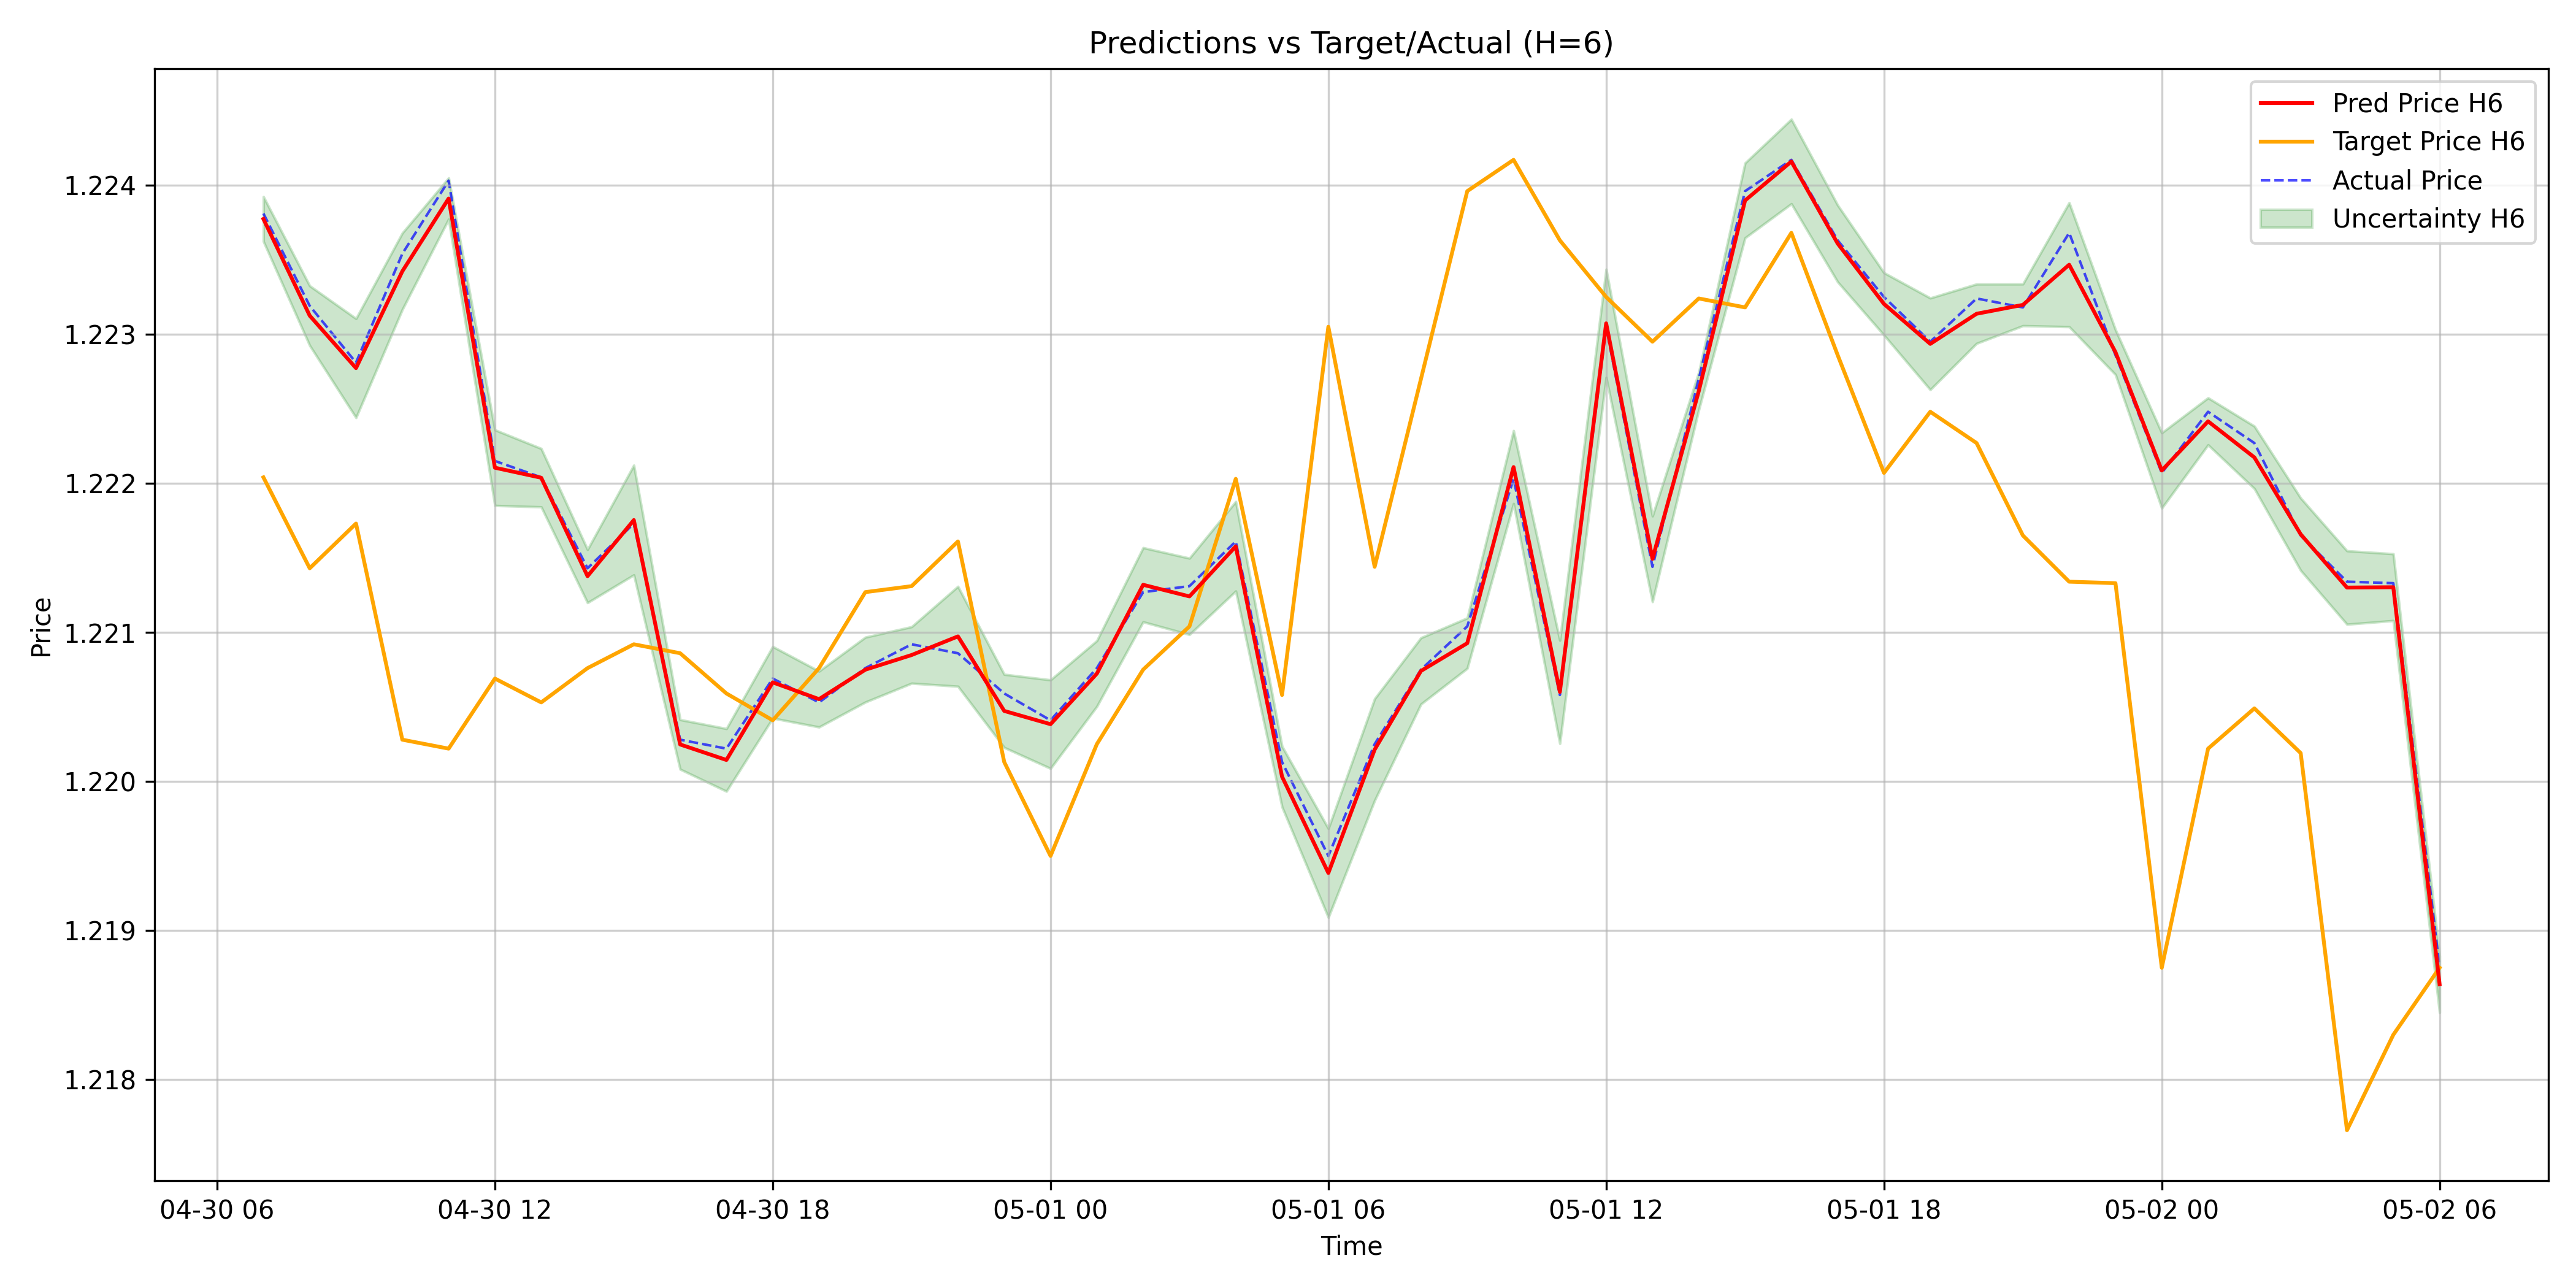 Predictions vs Target/Actual (H=6)
Pred Price H6
Target Price H6
Actual Price
Uncertainty H6
Price
1.224
1.223
1.222
1.221
1.220
1.219
1.218
04-30 06
04-30 12
04-30 18
05-01 00
05-01 06
05-01 12
05-01 18
05-02 00
05-02 06
Time